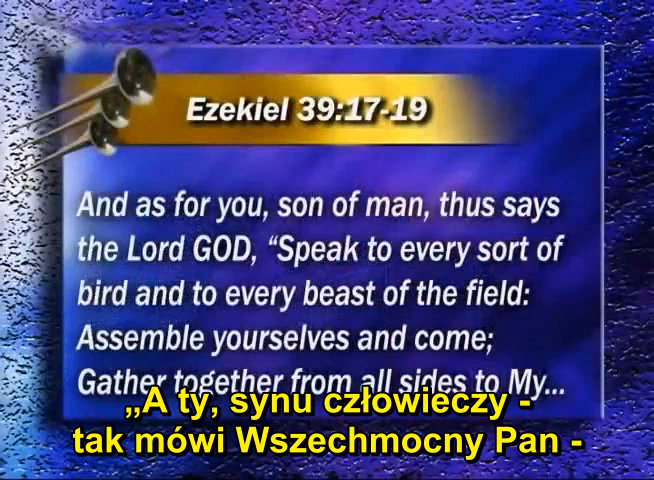 Ezekiel 39:17-19
And as for you, son of man, thus says
the Lord GOD, “Speak to every sort of
bird and to every beast of the field:
Assemble yourselves and come;
Gather together from all sides to My...
„A ty, synu człowieczy -
tak mówi Wszechmocny Pan -